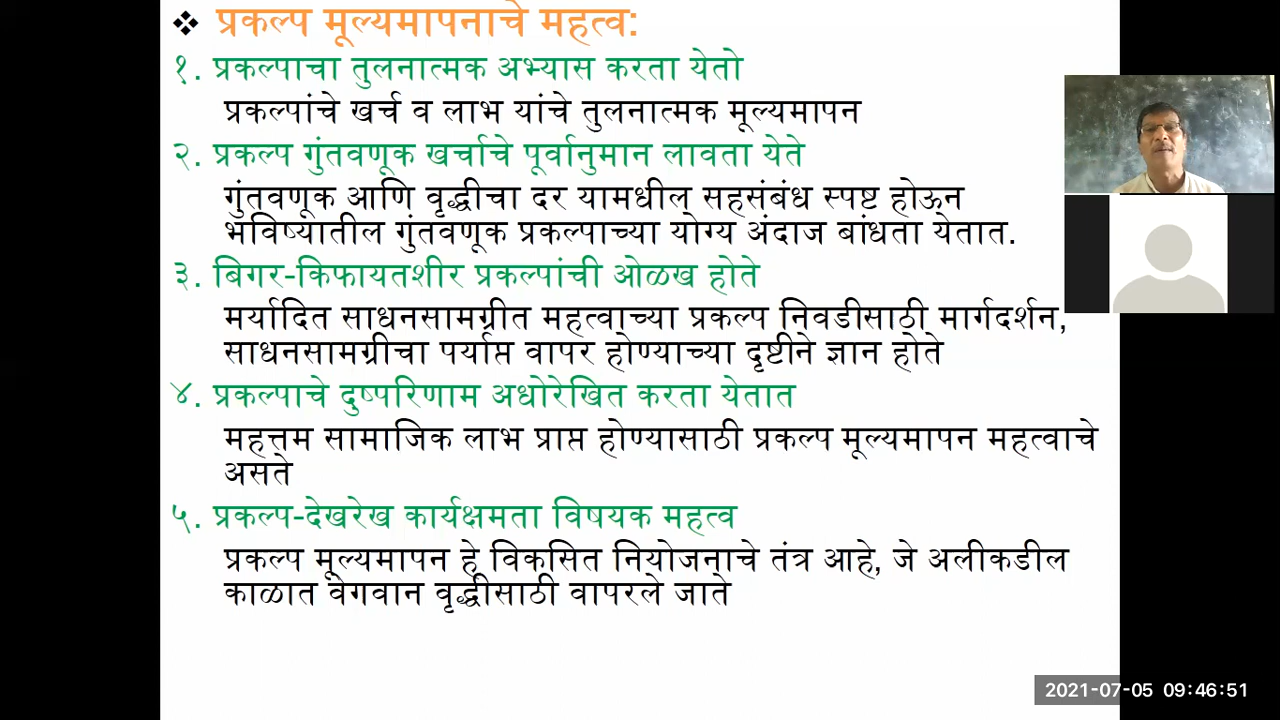 ❖ प्रकल्प मूल्यमापनाचे महत्व:
१. प्रकल्पाचा तुलनात्मक अभ्यास करता येतो
प्रकल्पांचे खर्च व लाभ यांचे तुलनात्मक मूल्यमापन
२. प्रकल्प गुंतवणूक खर्चाचे पूर्वानुमान लावता येते
गुंतवणूक आणि वृद्धीचा दर यामधील सहसंबंध स्पष्ट होऊन
भविष्यातील गुंतवणूक प्रकल्पाच्या योग्य अंदाज बांधता येतात.
३. बिगर-किफायतशीर प्रकल्पांची ओळख होते
मर्यादित साधनसामग्रीत महत्वाच्या प्रकल्प निवडीसाठी मार्गदर्शन,
साधनसामग्रीचा पर्याप्त वापर होण्याच्या दृष्टीने ज्ञान होते
४. प्रकल्पाचे दुष्परिणाम अधोरेखित करता येतात
महत्तम सामाजिक लाभ प्राप्त होण्यासाठी प्रकल्प मूल्यमापन महत्वाचे
असते
५. प्रकल्प-देखरेख कार्यक्षमता विषयक महत्व
प्रकल्प मूल्यमापन हे विकसित नियोजनाचे तंत्र आहे, जे अलीकडील
काळात वेगवान वृद्धीसाठी वापरले जाते
2021-07-05 09:46:51